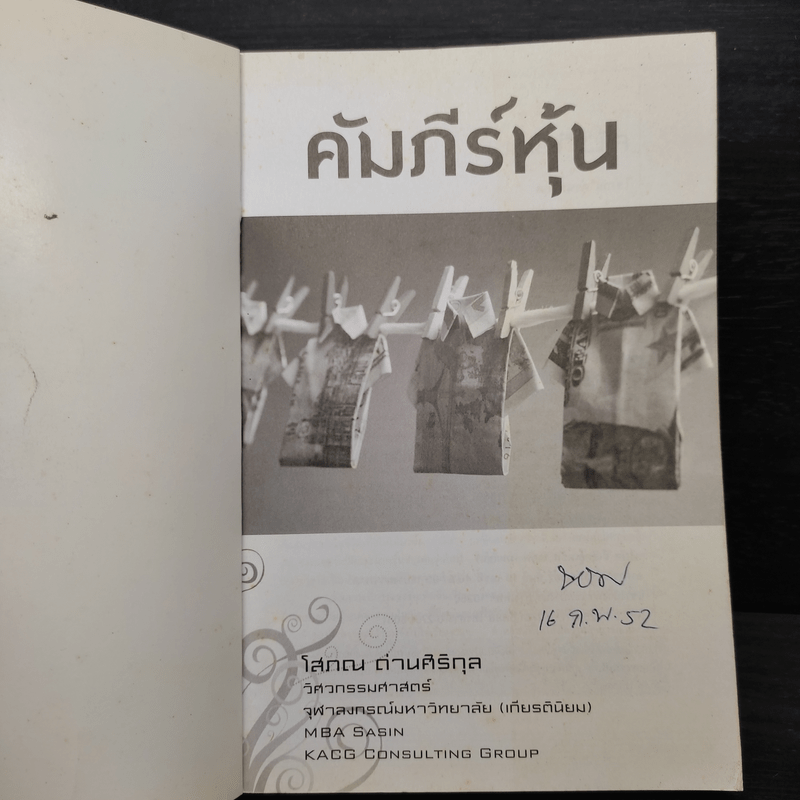 คัมภีร์หุ้น
16 ก.พ. 52
โสภณ ด่านศิริกุล
วิศวกรรมศาสตร์
จุฬาลงกรณ์มหาวิทยาลัย (เกียรตินิยม)
MBA SASIN
KACG CONSULTING GROUP